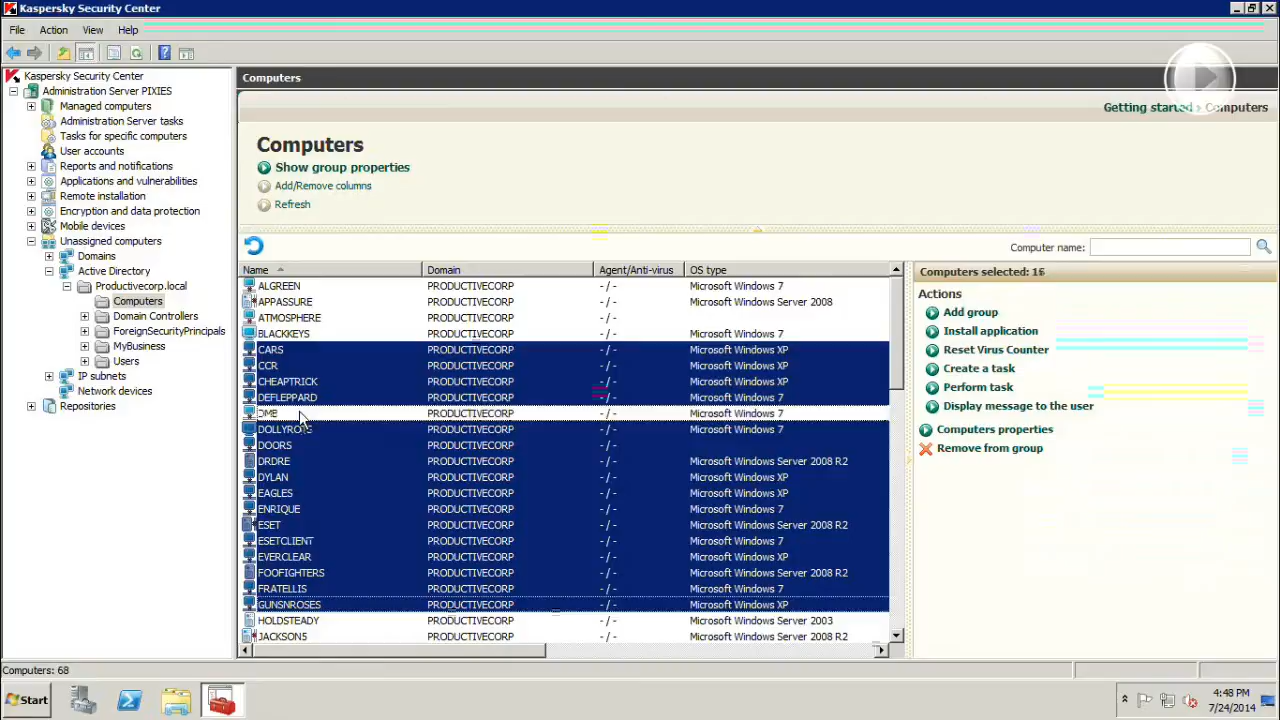 Kaspersky Security Center
File Action View Help
Kaspersky Security Center
Administration Server PIXIES
Managed computers
Administration Server tasks
Tasks for specific computers
User accounts
Reports and notifications
Applications and vulnerabilities
Remote installation
Encryption and data protection
Mobile devices
Unassigned computers
Domains
Active Directory
Productivecorp.local
Computers
Domain Controllers
ForeignSecurityPrincipals
MyBusiness
Users
IP subnets
Network devices
Repositories
Computers
Getting started › Computers
Computers
Show group properties
Add/Remove columns
Refresh
Computer name:
Name Domain Agent/Anti-virus OS type
ALGREEN PRODUCTIVECORP - / - Microsoft Windows 7
APPASSURE PRODUCTIVECORP - / - Microsoft Windows Server 2008
ATMOSPHERE PRODUCTIVECORP - / -
BLACKKEYS PRODUCTIVECORP - / - Microsoft Windows 7
CARS PRODUCTIVECORP - / - Microsoft Windows XP
CCR PRODUCTIVECORP - / - Microsoft Windows XP
CHEAPTRICK PRODUCTIVECORP - / - Microsoft Windows XP
DEFLEPPARD PRODUCTIVECORP - / - Microsoft Windows 7
PRODUCTIVECORP - / - Microsoft Windows 7
PRODUCTIVECORP - / - Microsoft Windows 7
DOORS PRODUCTIVECORP - / -
DRDRE PRODUCTIVECORP - / - Microsoft Windows Server 2008 R2
DYLAN PRODUCTIVECORP - / - Microsoft Windows XP
EAGLES PRODUCTIVECORP - / - Microsoft Windows XP
ENRIQUE PRODUCTIVECORP - / - Microsoft Windows 7
ESET PRODUCTIVECORP - / - Microsoft Windows Server 2008 R2
ESETCLIENT PRODUCTIVECORP - / - Microsoft Windows 7
EVERCLEAR PRODUCTIVECORP - / - Microsoft Windows XP
FOOFIGHTERS PRODUCTIVECORP - / - Microsoft Windows Server 2008 R2
FRATELLIS PRODUCTIVECORP - / - Microsoft Windows 7
GUNSNROSES PRODUCTIVECORP - / - Microsoft Windows XP
HOLDSTEADY PRODUCTIVECORP - / - Microsoft Windows Server 2003
JACKSON5 PRODUCTIVECORP - / - Microsoft Windows Server 2008 R2
Computers selected:
Actions
Add group
Install application
Reset Virus Counter
Create a task
Perform task
Display message to the user
Computers properties
Remove from group
Computers: 68
Start
4:48 PM
7/24/2014